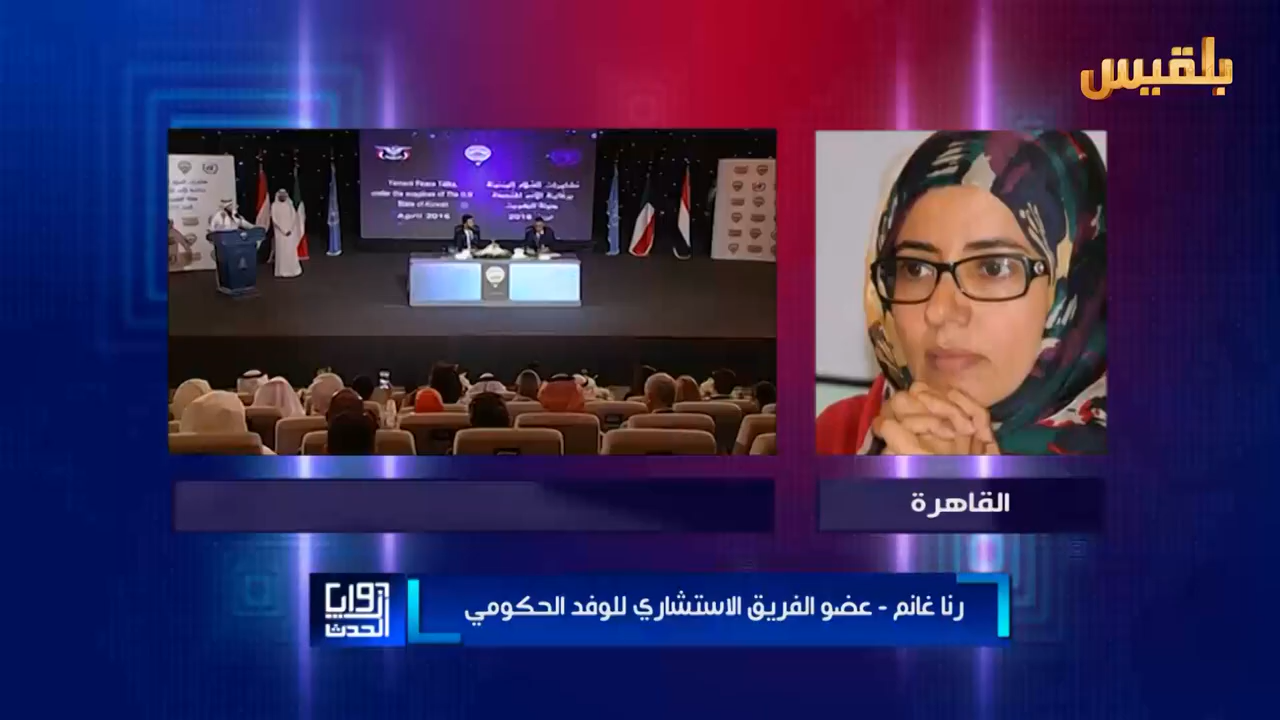 بلقيس
Yemeni Peace Talks
under the auspices of The U.N
State of Kuwait
April 2016
القاهرة
رنا غانم - عضو الفريق الاستشاري للوفد الحكومي
زوايا الحدث